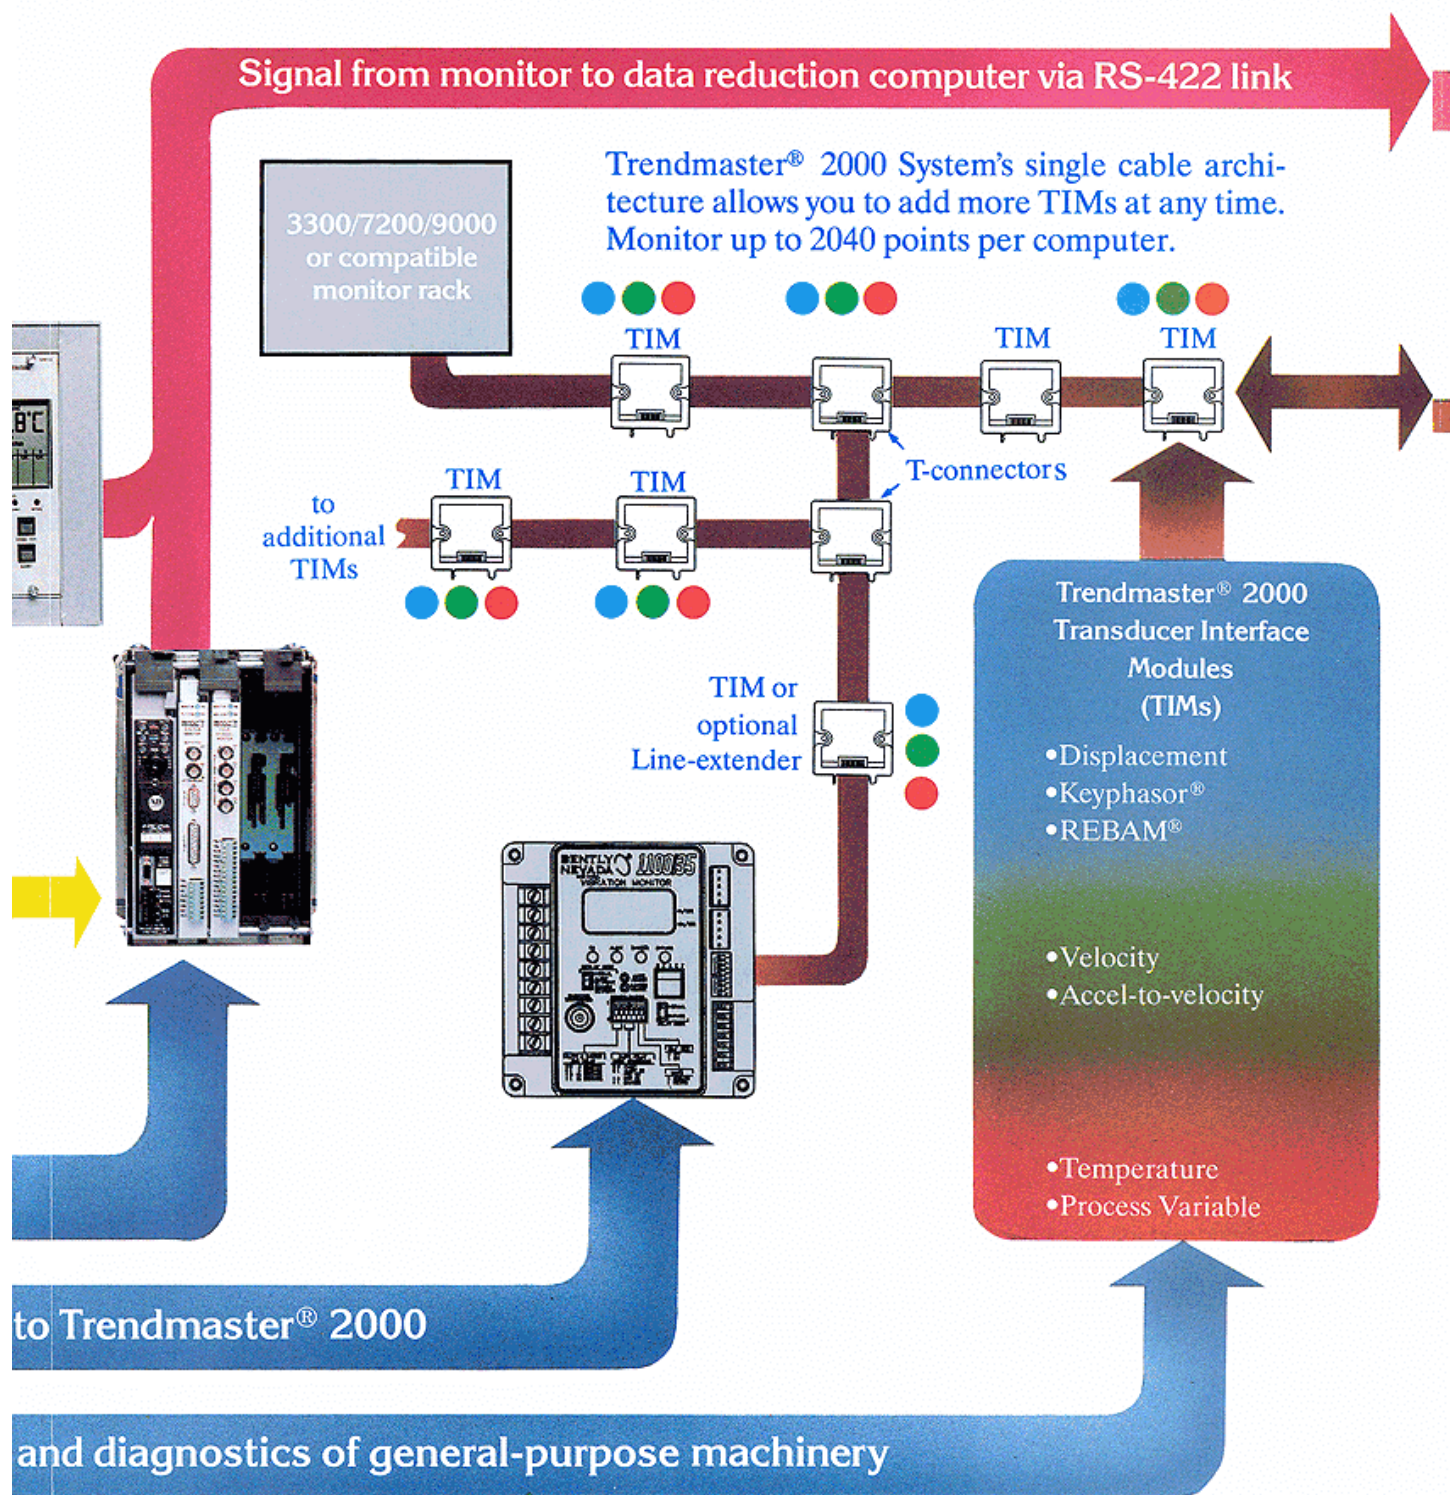 Signal from monitor to data reduction computer via RS-422 link
Trendmaster® 2000 System's single cable archi-
tecture allows you to add more TIMs at any time.
Monitor up to 2040 points per computer.
3300/7200/9000
or compatible
monitor rack
TIM
TIM
TIM
8°C
T-connectors
TIM
TIM
to
additional
TIMs
TIM or
optional
Line-extender
Trendmaster® 2000
Transducer Interface
Modules
(TIMs)
•Displacement
•Keyphasor®
•REBAM®
•Velocity
•Accel-to-velocity
•Temperature
•Process Variable
BENTLY
NEVADA
110035
VIBRATION MONITOR
to Trendmaster® 2000
and diagnostics of general-purpose machinery